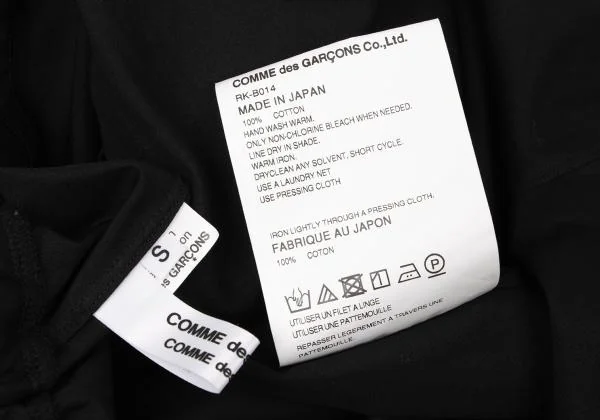 COMME des GARÇONS Co.,Ltd.
RK-B014
MADE IN JAPAN
100% COTTON
HAND WASH WARM.
ONLY NON-CHLORINE BLEACH WHEN NEEDED.
LINE DRY IN SHADE.
WARM IRON.
DRYCLEAN ANY SOLVENT, SHORT CYCLE.
USE A LAUNDRY NET
USE PRESSING CLOTH
IRON LIGHTLY THROUGH A PRESSING CLOTH.
FABRIQUE AU JAPON
100% COTON
UTILISER UN FILET A LINGE
UTILISER UNE PATTEMOUILLE
REPASSER LEGEREMENT A TRAVERS UNE
PATTEMOUILLE
S
GARÇONS
COMME des
COMME des